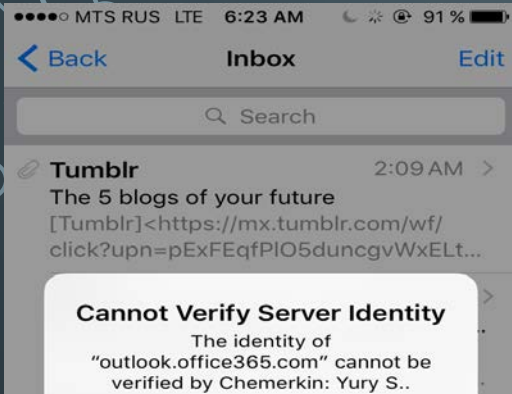 MTS RUS LTE 6:23 AM 91 %
Back Inbox Edit
Search
Tumblr 2:09 AM
The 5 blogs of your future
[Tumblr]<https://mx.tumblr.com/wf/
click?upn=pExFEqfPlO5duncgvWxELt...
Cannot Verify Server Identity
The identity of
“outlook.office365.com” cannot be
verified by Chemerkin: Yury S..